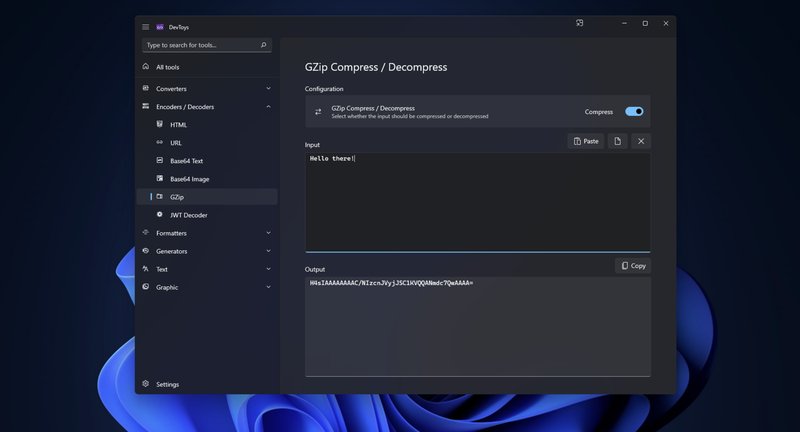 DevToys
Type to search for tools...
All tools
Converters
Encoders / Decoders
HTML
URL
Base64 Text
Base64 Image
GZip
JWT Decoder
Formatters
Generators
Text
Graphic
Settings
GZip Compress / Decompress
Configuration
GZip Compress / Decompress
Select whether the input should be compressed or decompressed
Compress
Input
Paste
Hello there!
Output
Copy